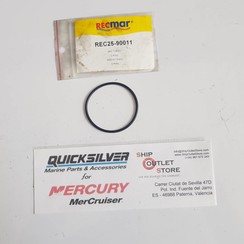 RECMAR
REC25-90011
QUICKSILVER
Marine Parts & Accessories
for
MERCURY
MerCruiser
SHIP
OUTLET
STORE
Carrer Ciutat de Sevilla 47D
Pol. Ind. Fuente del Jarro
ES - 46988 Paterna, Valencia